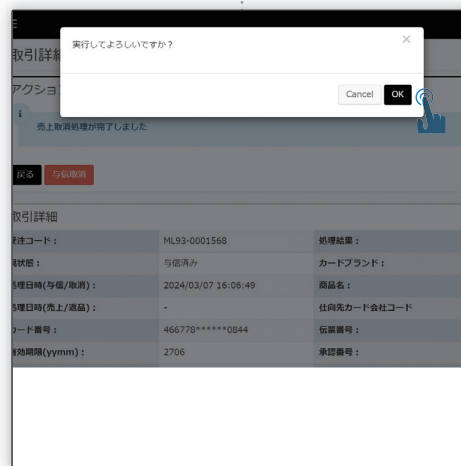 実行してよろしいですか？
×
Cancel OK
取引詳細
アクショ
i
売上取消処理が完了しました
戻る 与信取消
取引詳細
受注コード： ML93-0001568 処理結果：
現状態： 与信済み カードブランド：
処理日時(与信/取消)： 2024/03/07 16:06:49 商品名：
処理日時(売上/返品)： - 仕向先カード会社コード
カード番号： 466778******0844 伝票番号：
有効期限(yymm)： 2706 承認番号：